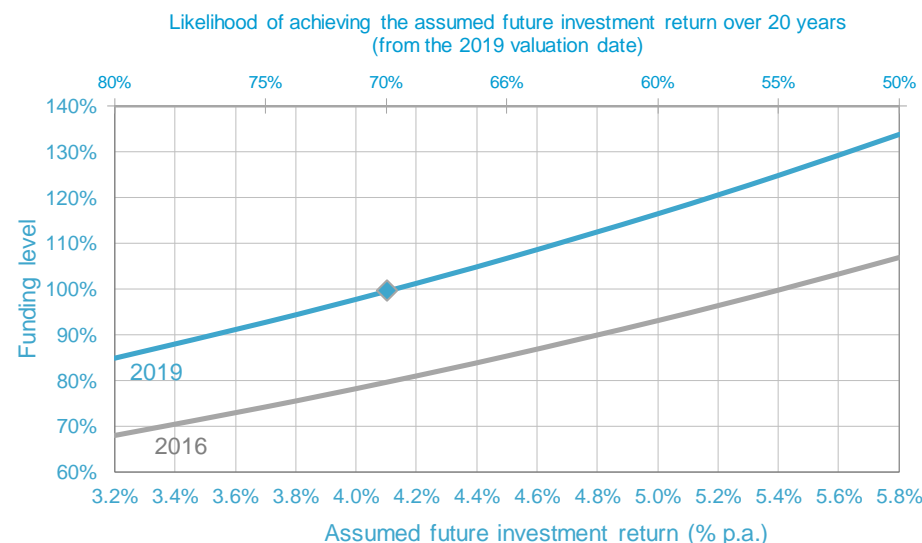 Likelihood of achieving the assumed future investment return over 20 years
(from the 2019 valuation date)
80% 75% 70% 66% 60% 55% 50%
140%
130%
120%
110%
100%
90%
80%
70%
60%
Funding level
2019
2016
3.2% 3.4% 3.6% 3.8% 4.0% 4.2% 4.4% 4.6% 4.8% 5.0% 5.2% 5.4% 5.6% 5.8%
Assumed future investment return (% p.a.)